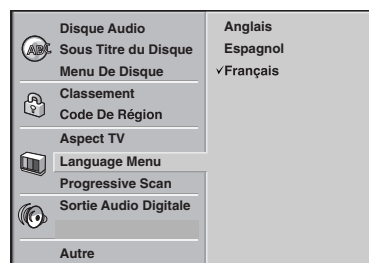 Disque Audio
Sous Titre du Disque
Menu De Disque
Classement
Code De Région
Aspect TV
Language Menu
Progressive Scan
Sortie Audio Digitale
Autre
Anglais
Espagnol
✓Français
ABC